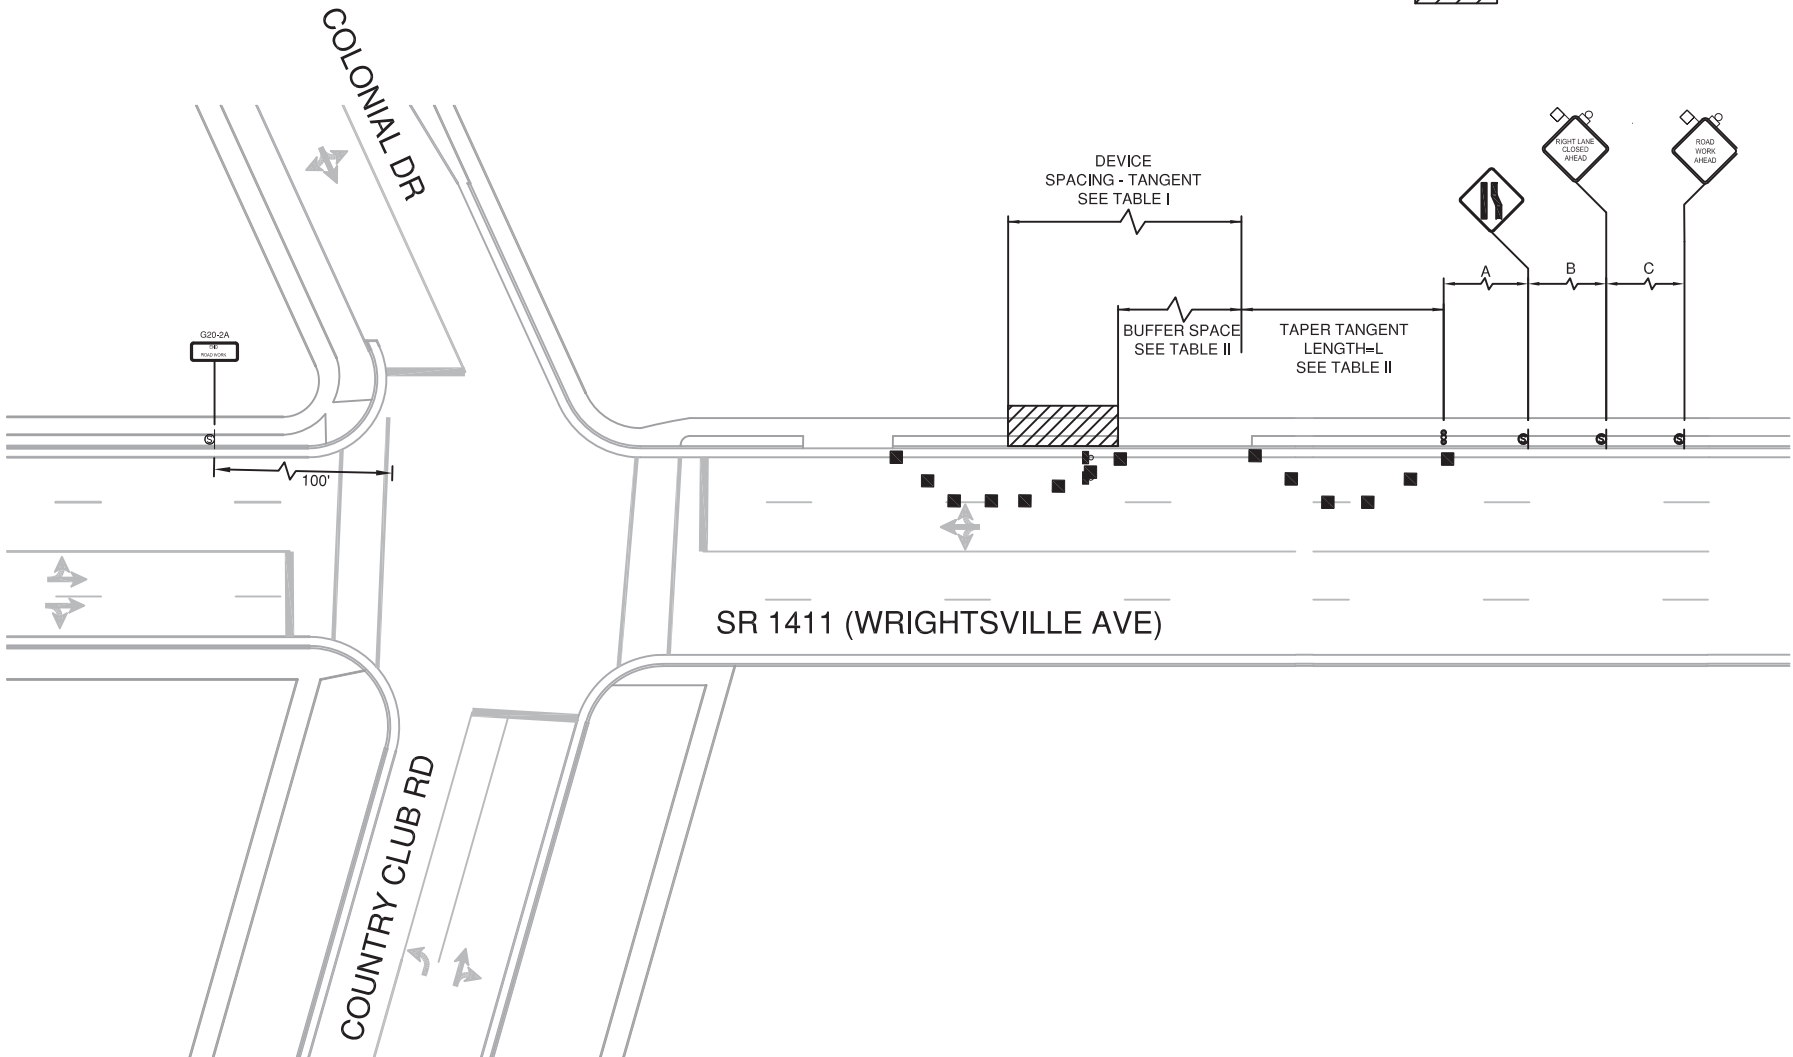 COLONIAL DR
DEVICE
SPACING - TANGENT
SEE TABLE I
RIGHT LANE
CLOSED
AHEAD
ROAD
WORK
AHEAD
A
B
C
BUFFER SPACE
SEE TABLE II
TAPER TANGENT
LENGTH=L
SEE TABLE II
G20-2A
END
ROAD WORK
S
S
S
S
100'
SR 1411 (WRIGHTSVILLE AVE)
COUNTRY CLUB RD